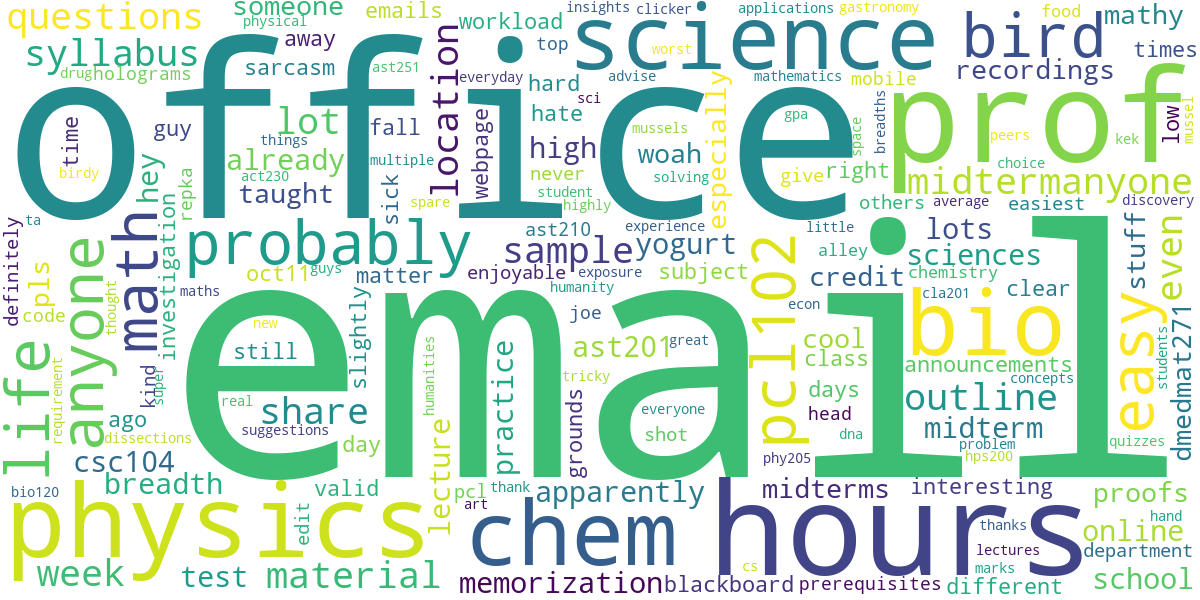 questions
someone
physical
emails
insights
clicker
applications
gastronomy
workload
food
mathy
syllabus
away
top
science
worst
bird
times
drug
holograms
sarcasm
ast251
everyday
advise
mathematics
mobile
recordings
office
prof
time
guy
lot
fall
location
webpage
hard
sci
hate
mussels
especially
gpa
space
breadths
peers
kek
low
mussel
things
already
multiple
high
woah
choice
birdy
act230
never
solving
give
right
midtermanyone
hey
repka
taught
sick
spare
student
highly
others
easiest
average
discovery
ta
definitely
pls
code
anyone
math
investigation
probably
ast210
experience
sample
yogurt
little
lots
stuff
even
oct11
guys
matter
enjoyable
exposure
subject
alley
sciences
maths
humanity
credit
chemistry
cla201
clear
thought
new
slightly
email
joe
econ
pcl102
bio
easy
dmedmat271
life
still
ast201
great
cool
class
announcements
students
requirement
kind
super
real
humanities
practice
tricky
days
concepts
ago
share
suggestions
grounds
everyone
head
outline
dissections
day
shot
dna
midterm
problem
quizzes
csc104
phy205
hps200
bio120
breadth
valid
lecture
pcl
thank
apparently
midterms
interesting
proofs
physics
edit
art
chem
hours
thanks
hand
online
lectures
department
week
test
material
memorization
blackboard
cs
prerequisites
marks
different
school